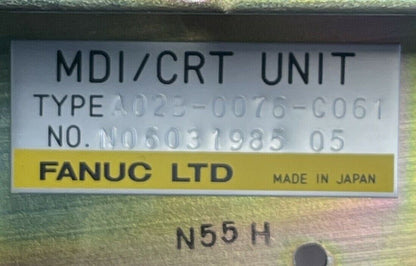 MDI/CRT UNIT
TYPE A02B-0076-C061
NO. N06031985 05
FANUC LTD MADE IN JAPAN
N55H